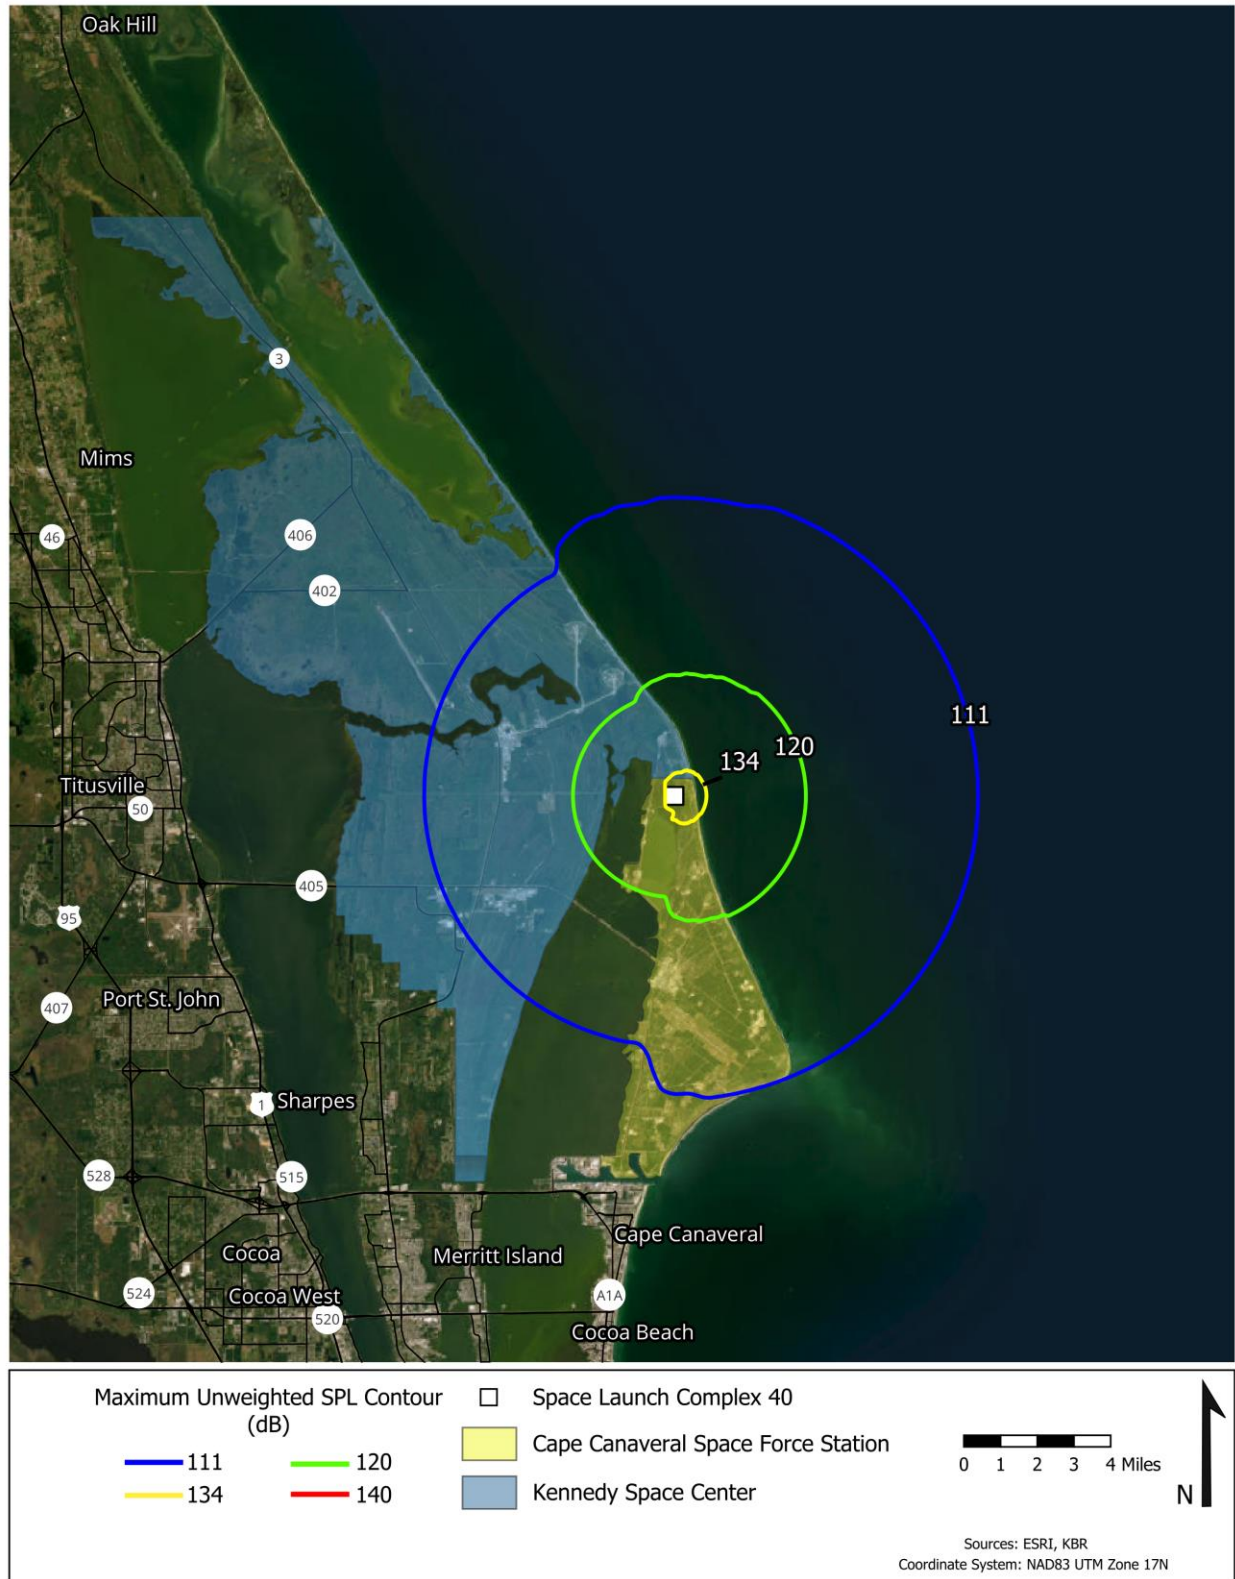 Oak Hill
3
Mims
46
406
402
111
120
134
Titusville
50
405
95
407
Port St. John
1
Sharpes
528
515
Cape Canaveral
Cocoa
Merritt Island
524
Cocoa West
A1A
520
Cocoa Beach
Maximum Unweighted SPL Contour
(dB)
111
120
134
140
Space Launch Complex 40
Cape Canaveral Space Force Station
Kennedy Space Center
0 1 2 3 4 Miles
N
Sources: ESRI, KBR
Coordinate System: NAD83 UTM Zone 17N